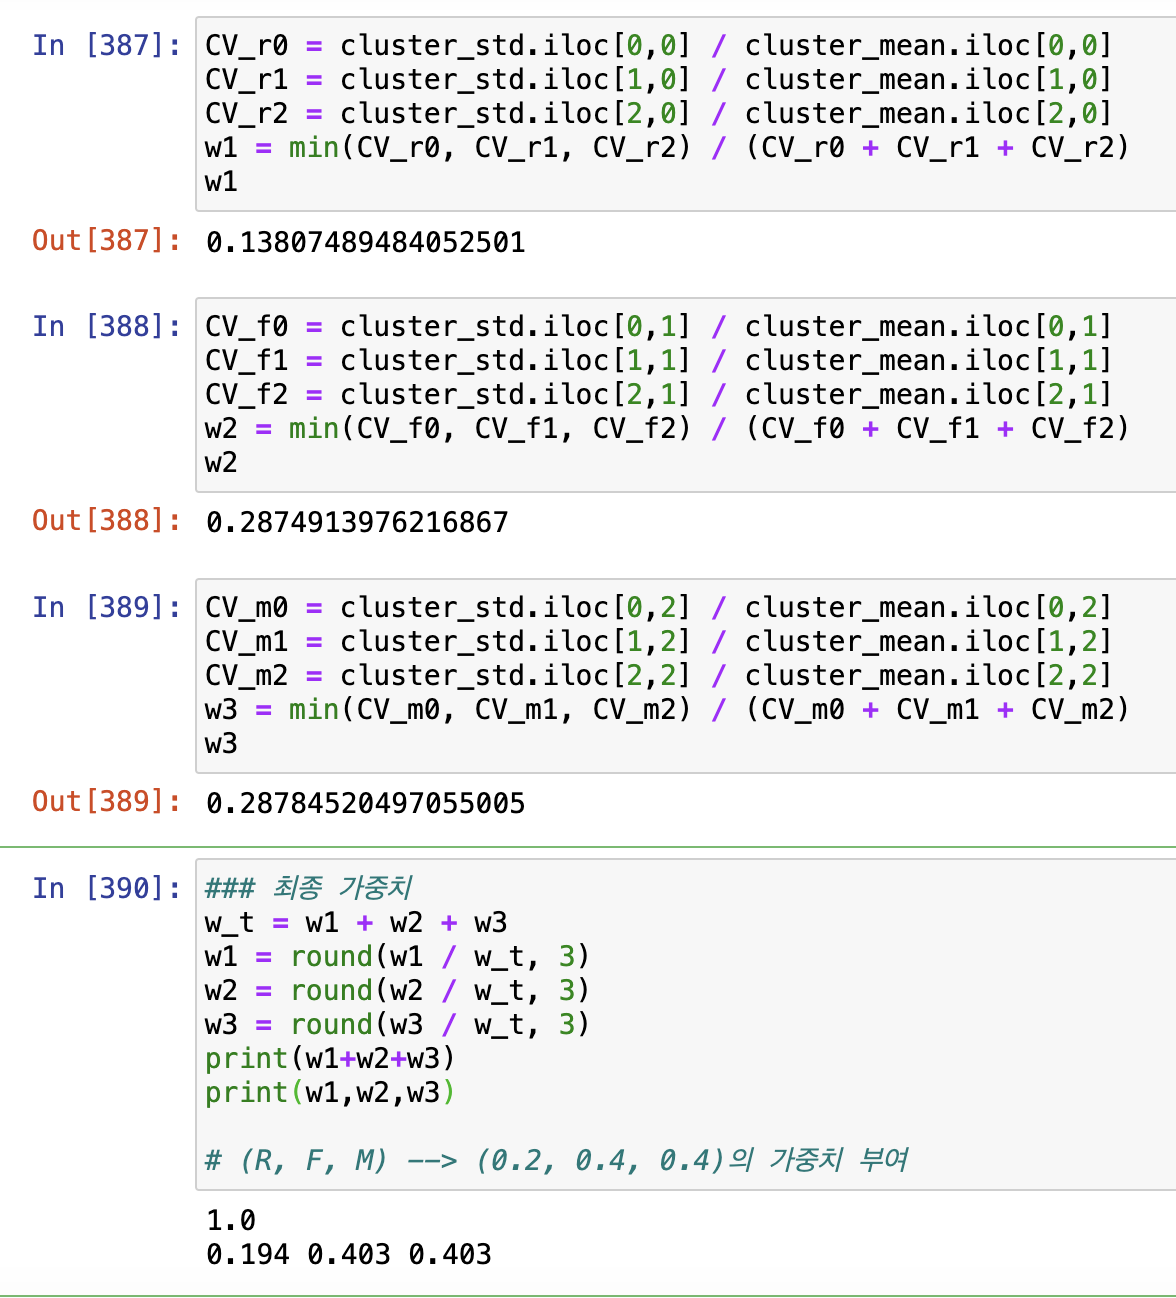 In [387]: CV_r0 = cluster_std.iloc[0,0] / cluster_mean.iloc[0,0]
CV_r1 = cluster_std.iloc[1,0] / cluster_mean.iloc[1,0]
CV_r2 = cluster_std.iloc[2,0] / cluster_mean.iloc[2,0]
w1 = min(CV_r0, CV_r1, CV_r2) / (CV_r0 + CV_r1 + CV_r2)
w1
Out[387]: 0.13807489484052501
In [388]: CV_f0 = cluster_std.iloc[0,1] / cluster_mean.iloc[0,1]
CV_f1 = cluster_std.iloc[1,1] / cluster_mean.iloc[1,1]
CV_f2 = cluster_std.iloc[2,1] / cluster_mean.iloc[2,1]
w2 = min(CV_f0, CV_f1, CV_f2) / (CV_f0 + CV_f1 + CV_f2)
w2
Out[388]: 0.2874913976216867
In [389]: CV_m0 = cluster_std.iloc[0,2] / cluster_mean.iloc[0,2]
CV_m1 = cluster_std.iloc[1,2] / cluster_mean.iloc[1,2]
CV_m2 = cluster_std.iloc[2,2] / cluster_mean.iloc[2,2]
w3 = min(CV_m0, CV_m1, CV_m2) / (CV_m0 + CV_m1 + CV_m2)
w3
Out[389]: 0.28784520497055005
In [390]: ### 최종 가중치
w_t = w1 + w2 + w3
w1 = round(w1 / w_t, 3)
w2 = round(w2 / w_t, 3)
w3 = round(w3 / w_t, 3)
print(w1+w2+w3)
print(w1,w2,w3)
# (R, F, M) --> (0.2, 0.4, 0.4)의 가중치 부여
1.0
0.194 0.403 0.403